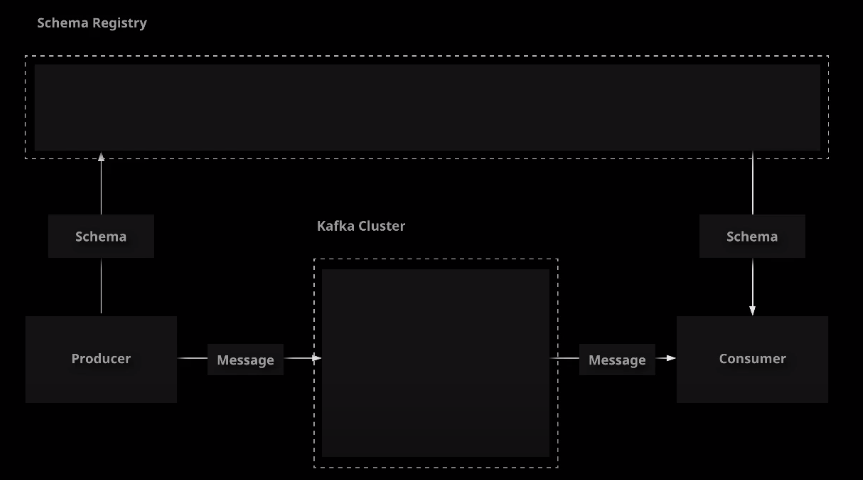 Schema Registry
Schema
Kafka Cluster
Schema
Producer
Message
Message
Consumer